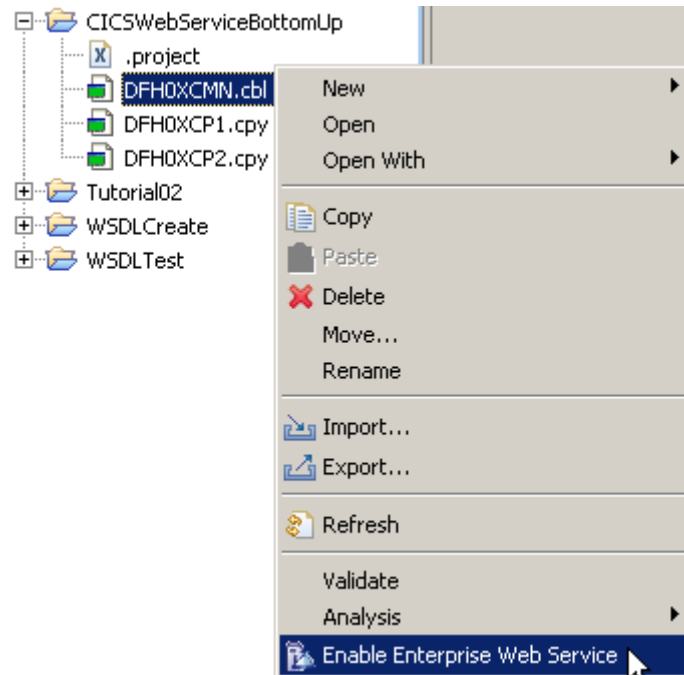 CICSWebServiceBottomUp
.project
DFH0XCMN.cbl
DFH0XCP1.cpy
DFH0XCP2.cpy
Tutorial02
WSDLCreate
WSDLTest
New
Open
Open With
Copy
Paste
Delete
Move...
Rename
Import...
Export...
Refresh
Validate
Analysis
Enable Enterprise Web Service